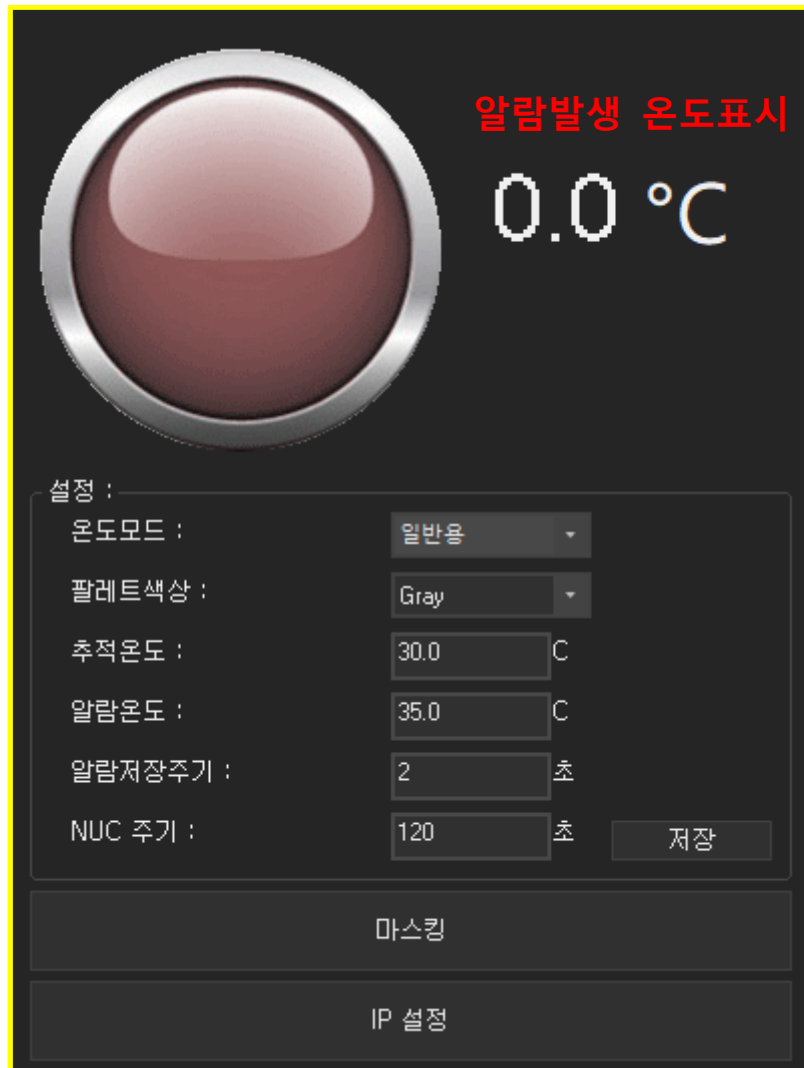 알람발생 온도표시
0.0 °C
설정 :
온도모드 : 일반용
팔레트색상 : Gray
추적온도 : 30.0 C
알람온도 : 35.0 C
알람저장주기 : 2 초
NUC 주기 : 120 초 저장
마스킹
IP 설정